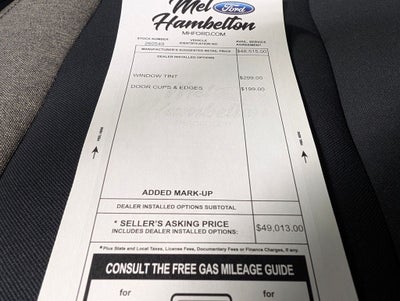 Mel
Ford
Hambelton
MHFORD.COM
STOCK NUMBER VEHICLE IDENTIFICATION NO.
MANUFACTURER'S SUGGESTED RETAIL PRICE $48,515.00
DEALER INSTALLED OPTIONS
WINDOW TINT $299.00
DOOR CUPS & EDGES $199.00
ADDED MARK-UP
DEALER INSTALLED OPTIONS SUBTOTAL
* SELLER'S ASKING PRICE
INCLUDES DEALER INSTALLED OPTIONS: $49,013.00
* Plus State and Local Taxes, License Fees, Documentary Fees or Finance Charges, if any.
CONSULT THE FREE GAS MILEAGE GUIDE
for for